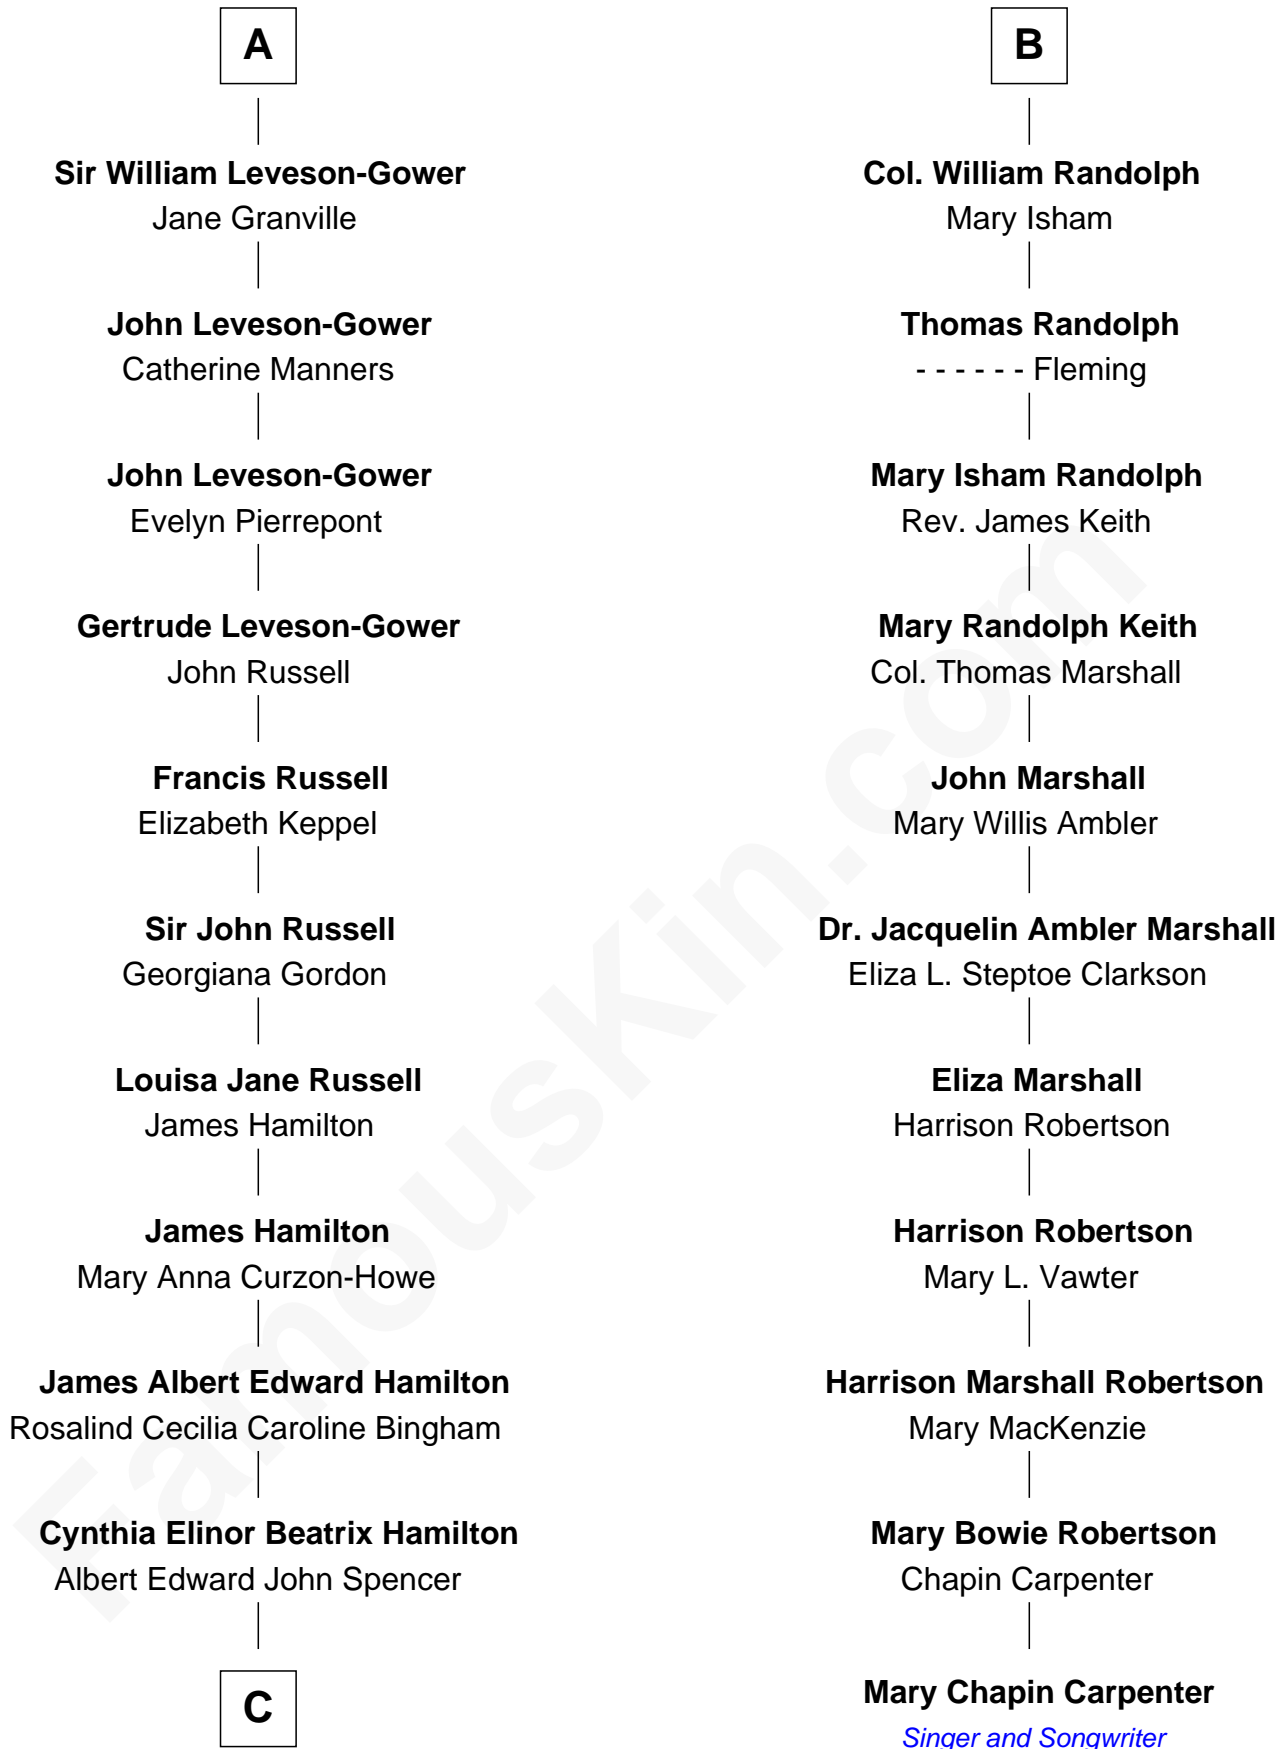 A
Sir William Leveson-Gower
Jane Granville
John Leveson-Gower
Catherine Manners
John Leveson-Gower
Evelyn Pierrepont
Gertrude Leveson-Gower
John Russell
Francis Russell
Elizabeth Keppel
Sir John Russell
Georgiana Gordon
Louisa Jane Russell
James Hamilton
James Hamilton
Mary Anna Curzon-Howe
James Albert Edward Hamilton
Rosalind Cecilia Caroline Bingham
Cynthia Elinor Beatrix Hamilton
Albert Edward John Spencer
C
B
Col. William Randolph
Mary Isham
Thomas Randolph
- - - - - - Fleming
Mary Isham Randolph
Rev. James Keith
Mary Randolph Keith
Col. Thomas Marshall
John Marshall
Mary Willis Ambler
Dr. Jacquelin Ambler Marshall
Eliza L. Steptoe Clarkson
Eliza Marshall
Harrison Robertson
Harrison Robertson
Mary L. Vawter
Harrison Marshall Robertson
Mary MacKenzie
Mary Bowie Robertson
Chapin Carpenter
Mary Chapin Carpenter
Singer and Songwriter
FamousKin.com